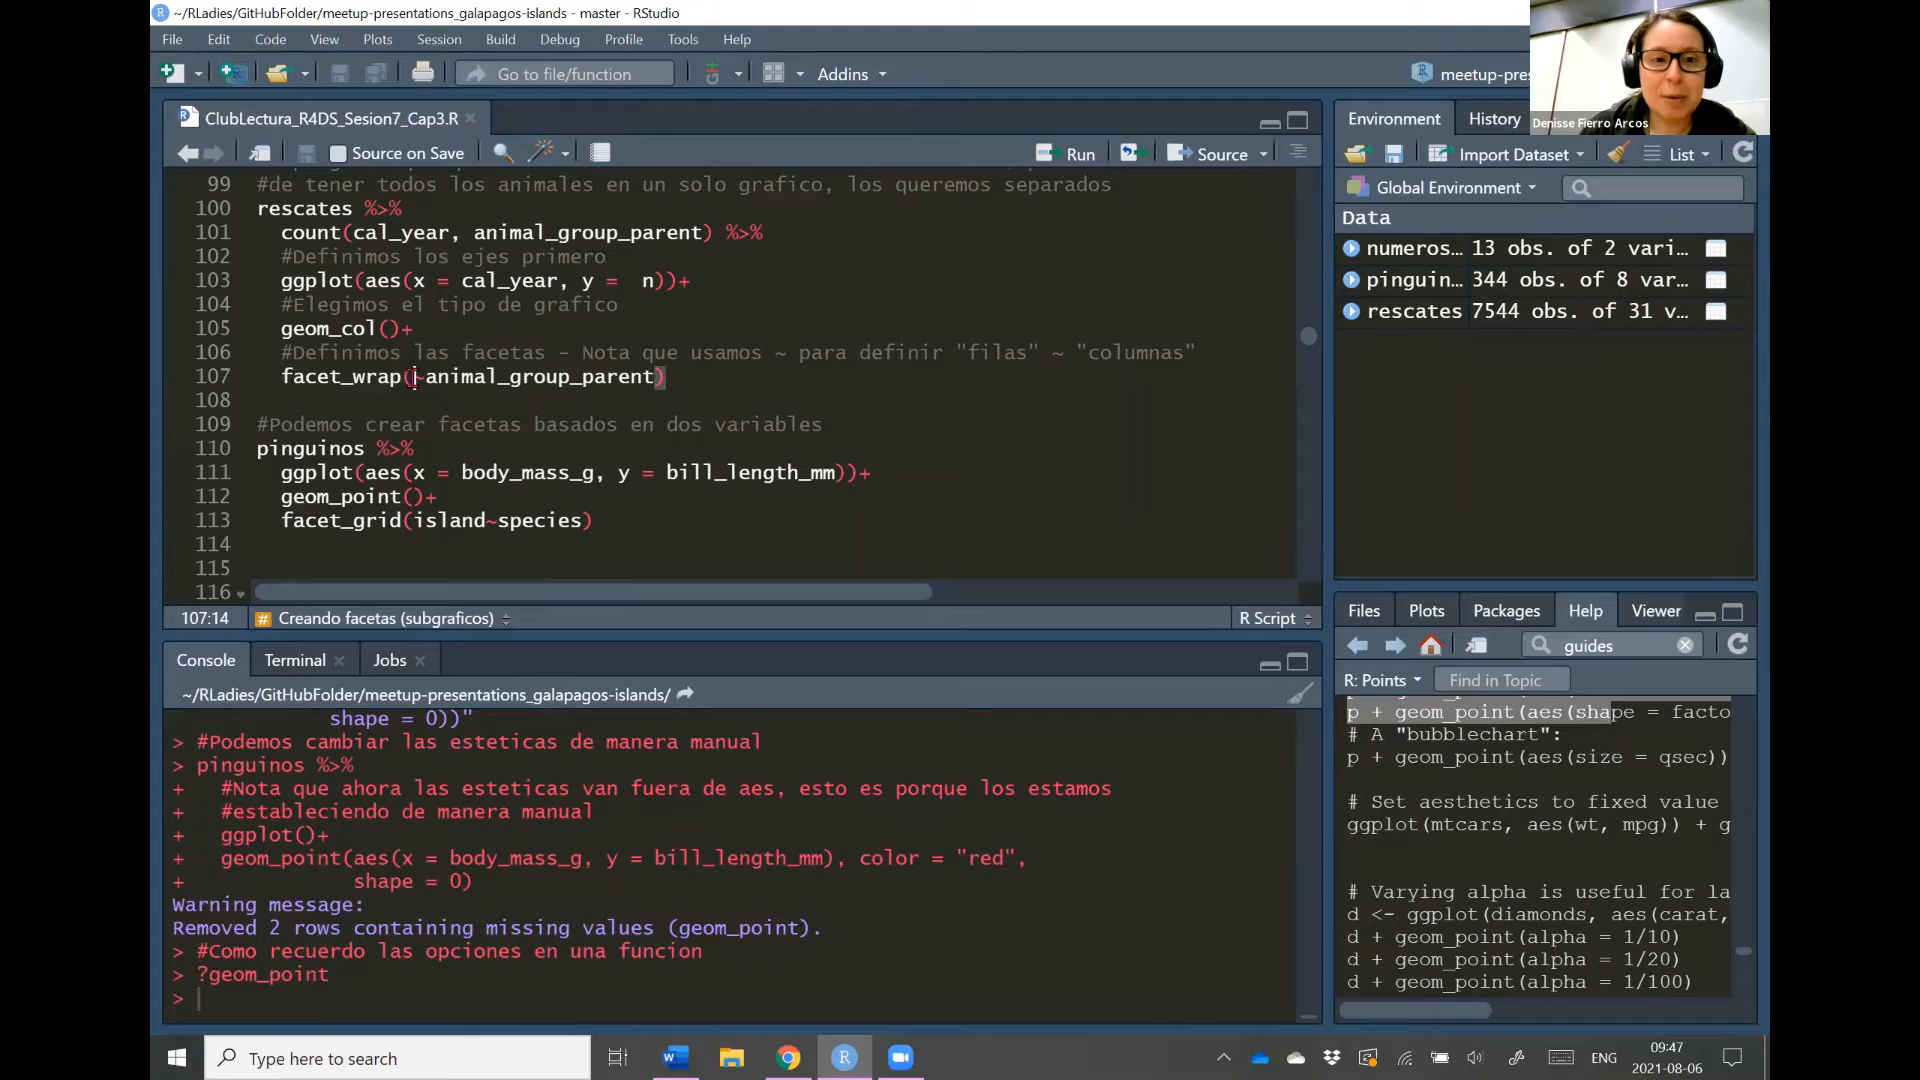 ~/RLadies/GitHubFolder/meetup-presentations_galapagos-islands - master - RStudio
File Edit Code View Plots Session Build Debug Profile Tools Help
Go to file/function
Addins
meetup-pres
Denisse Fierro Arcos
ClubLectura_R4DS_Sesion7_Cap3.R
Source on Save
Run
Source
99 #de tener todos los animales en un solo grafico, los queremos separados
100 rescates %>%
101 count(cal_year, animal_group_parent) %>%
102 #Definimos los ejes primero
103 ggplot(aes(x = cal_year, y =  n))+
104 #Elegimos el tipo de grafico
105 geom_col()+
106 #Definimos las facetas - Nota que usamos ~ para definir "filas" ~ "columnas"
107 facet_wrap(~animal_group_parent)
108
109 #Podemos crear facetas basados en dos variables
110 pinguinos %>%
111 ggplot(aes(x = body_mass_g, y = bill_length_mm))+
112 geom_point()+
113 facet_grid(island~species)
114
115
116
107:14
# Creando facetas (subgraficos)
R Script
Console Terminal Jobs
~/RLadies/GitHubFolder/meetup-presentations_galapagos-islands/
shape = 0))"
> #Podemos cambiar las esteticas de manera manual
> pinguinos %>%
+ #Nota que ahora las esteticas van fuera de aes, esto es porque los estamos
+ #estableciendo de manera manual
+ ggplot()+
+ geom_point(aes(x = body_mass_g, y = bill_length_mm), color = "red",
+ shape = 0)
Warning message:
Removed 2 rows containing missing values (geom_point).
> #Como recuerdo las opciones en una funcion
> ?geom_point
>
Environment History
Import Dataset
List
Global Environment
Data
numeros… 13 obs. of 2 vari…
pinguin… 344 obs. of 8 var…
rescates 7544 obs. of 31 v…
Files Plots Packages Help Viewer
guides
R: Points
Find in Topic
p + geom_point(aes(shape = facto
# A "bubblechart":
p + geom_point(aes(size = qsec))
# Set aesthetics to fixed value
ggplot(mtcars, aes(wt, mpg)) + g
# Varying alpha is useful for la
d <- ggplot(diamonds, aes(carat,
d + geom_point(alpha = 1/10)
d + geom_point(alpha = 1/20)
d + geom_point(alpha = 1/100)
Type here to search
ENG
09:47
2021-08-06